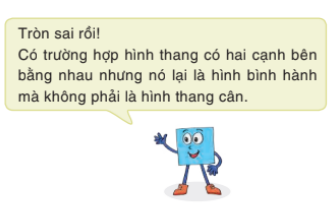 Tròn sai rồi!
Có trường hợp hình thang có hai cạnh bên
bằng nhau nhưng nó lại là hình bình hành
mà không phải là hình thang cân.